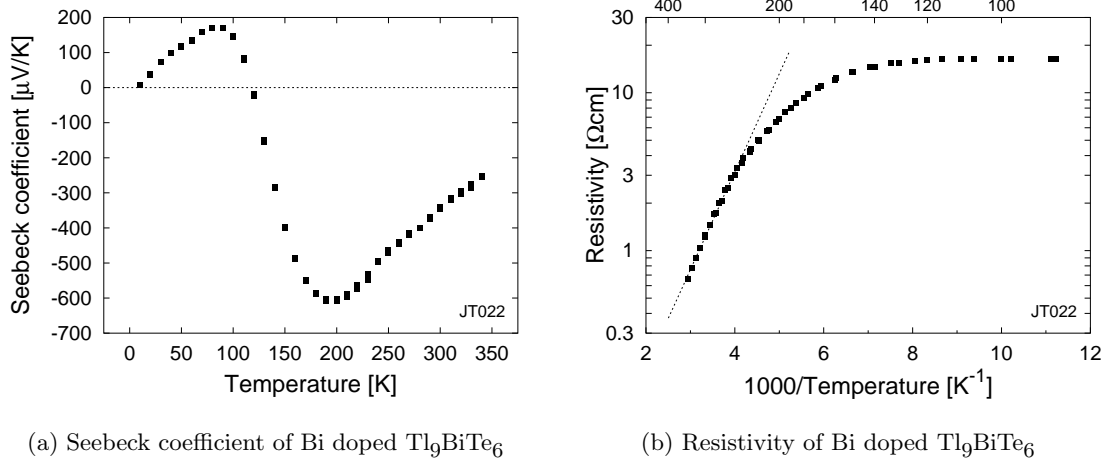 200
100
0
-100
-200
-300
-400
-500
-600
-700
0 50 100 150 200 250 300 350
Seebeck coefficient [μV/K]
Temperature [K]
JT022
400 200 140 120 100
30
10
3
1
0.3
2 4 6 8 10 12
Resistivity [Ωcm]
1000/Temperature [K⁻¹]
JT022
(a) Seebeck coefficient of Bi doped Tl₉BiTe₆
(b) Resistivity of Bi doped Tl₉BiTe₆